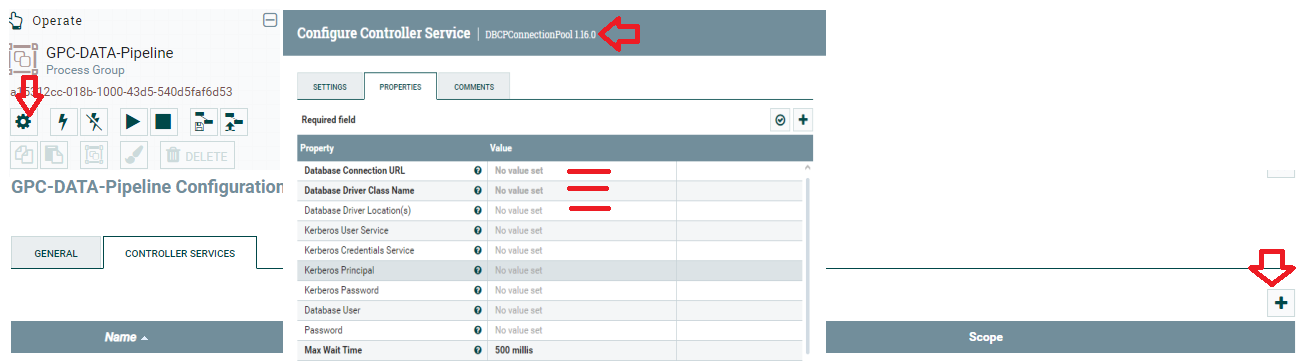 Operate
GPC-DATA-Pipeline
Process Group
a15312cc-018b-1000-43d5-540d5faf6d53
DELETE
GPC-DATA-Pipeline Configuration
GENERAL
CONTROLLER SERVICES
Name
Configure Controller Service | DBCPConnectionPool 1.16.0
SETTINGS
PROPERTIES
COMMENTS
Required field
Property Value
Database Connection URL No value set
Database Driver Class Name No value set
Database Driver Location(s) No value set
Kerberos User Service No value set
Kerberos Credentials Service No value set
Kerberos Principal No value set
Kerberos Password No value set
Database User No value set
Password No value set
Max Wait Time 500 millis
Scope